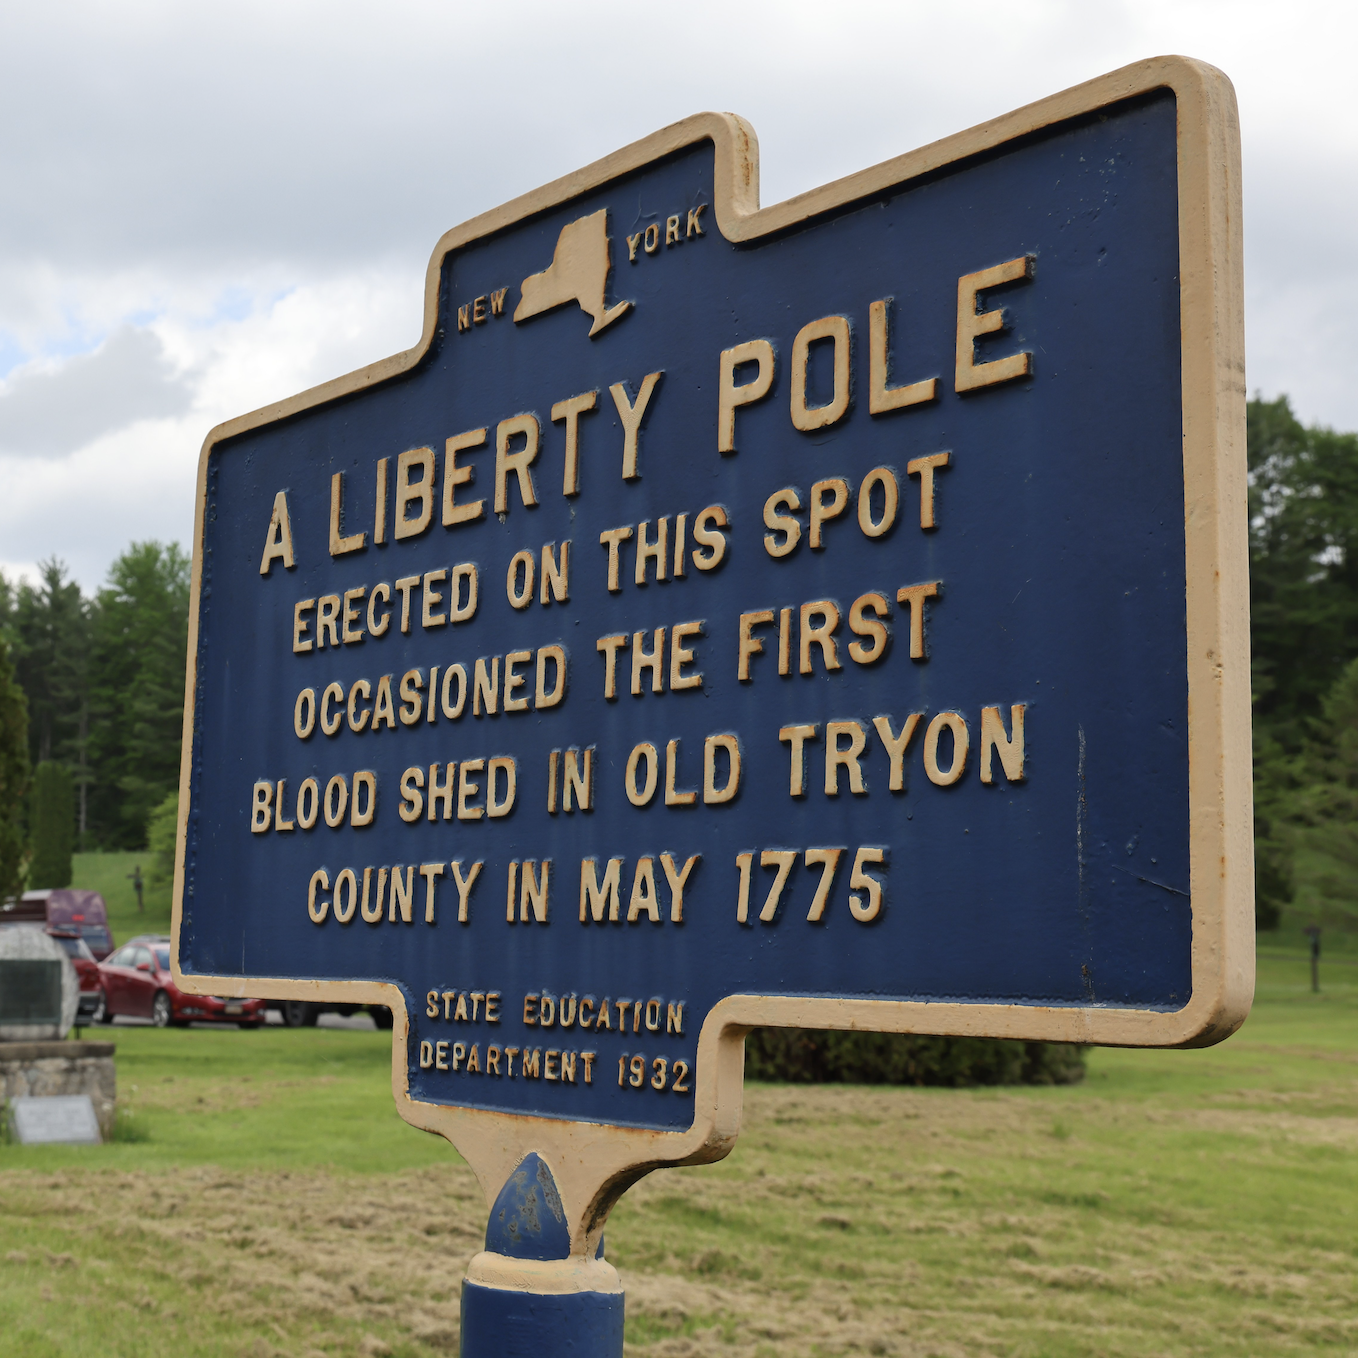 NEW YORK
A LIBERTY POLE
ERECTED ON THIS SPOT
OCCASIONED THE FIRST
BLOOD SHED IN OLD TRYON
COUNTY IN MAY 1775
STATE EDUCATION
DEPARTMENT 1932